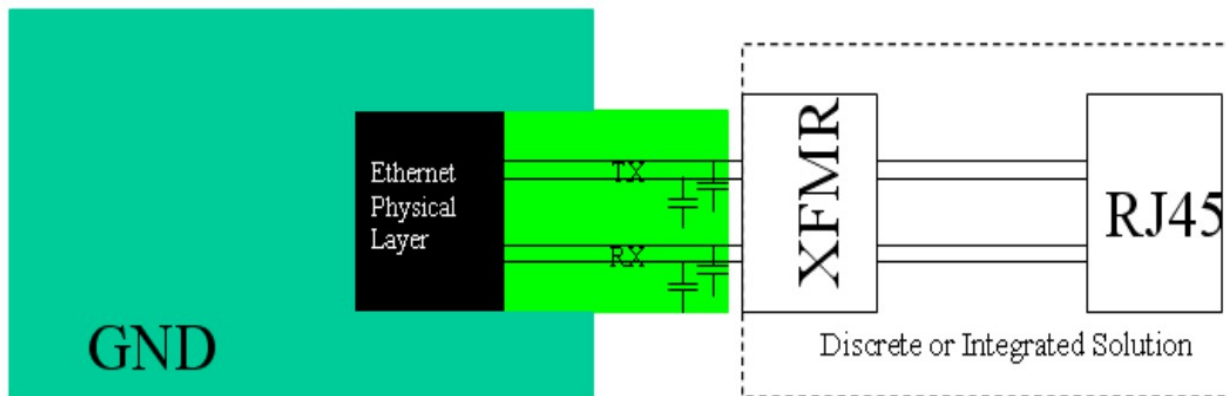 Ethernet
Physical
Layer
TX
RX
GND
XFMR
RJ45
Discrete or Integrated Solution